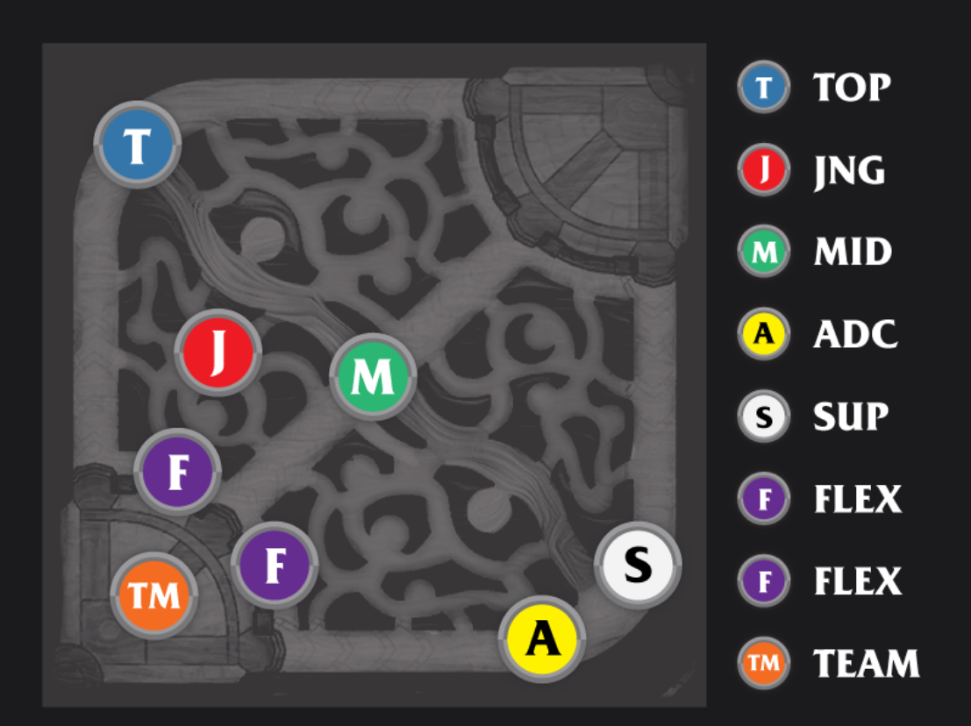 T
J
M
F
F
TM
A
S
T TOP
J JNG
M MID
A ADC
S SUP
F FLEX
F FLEX
TM TEAM